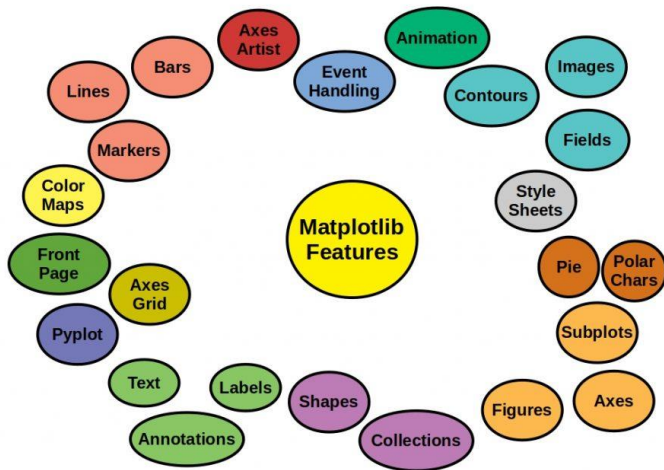 Axes
Artist
Animation
Bars
Event
Handling
Images
Lines
Contours
Markers
Fields
Color
Maps
Style
Sheets
Matplotlib
Features
Front
Page
Axes
Grid
Pie
Polar
Chars
Pyplot
Subplots
Text
Labels
Shapes
Figures
Axes
Annotations
Collections